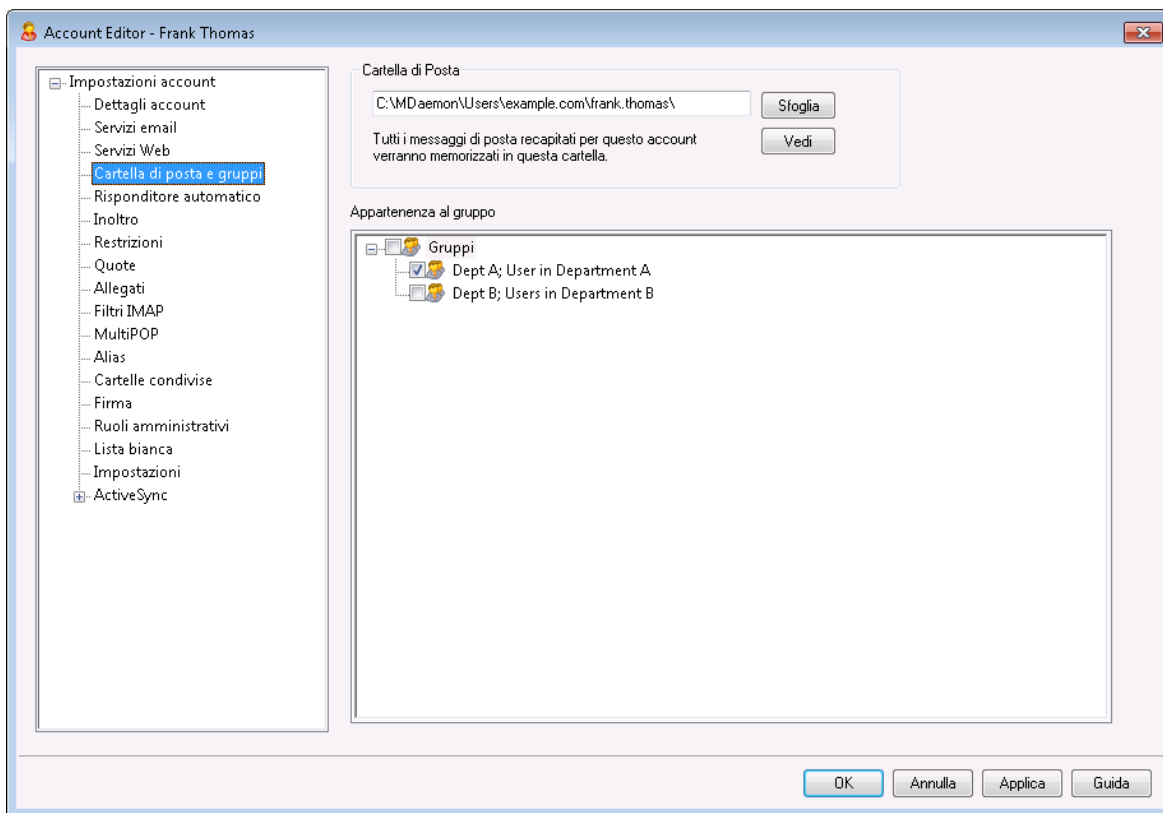 Account Editor - Frank Thomas
Impostazioni account
Dettagli account
Servizi email
Servizi Web
Cartella di posta e gruppi
Risponditore automatico
Inoltro
Restrizioni
Quote
Allegati
Filtri IMAP
MultiPOP
Alias
Cartelle condivise
Firma
Ruoli amministrativi
Lista bianca
Impostazioni
ActiveSync
Cartella di Posta
C:\MDaemon\Users\example.com\frank.thomas\
Sfoglia
Tutti i messaggi di posta recapitati per questo account
verranno memorizzati in questa cartella.
Vedi
Appartenenza al gruppo
Gruppi
Dept A; User in Department A
Dept B; Users in Department B
OK
Annulla
Applica
Guida